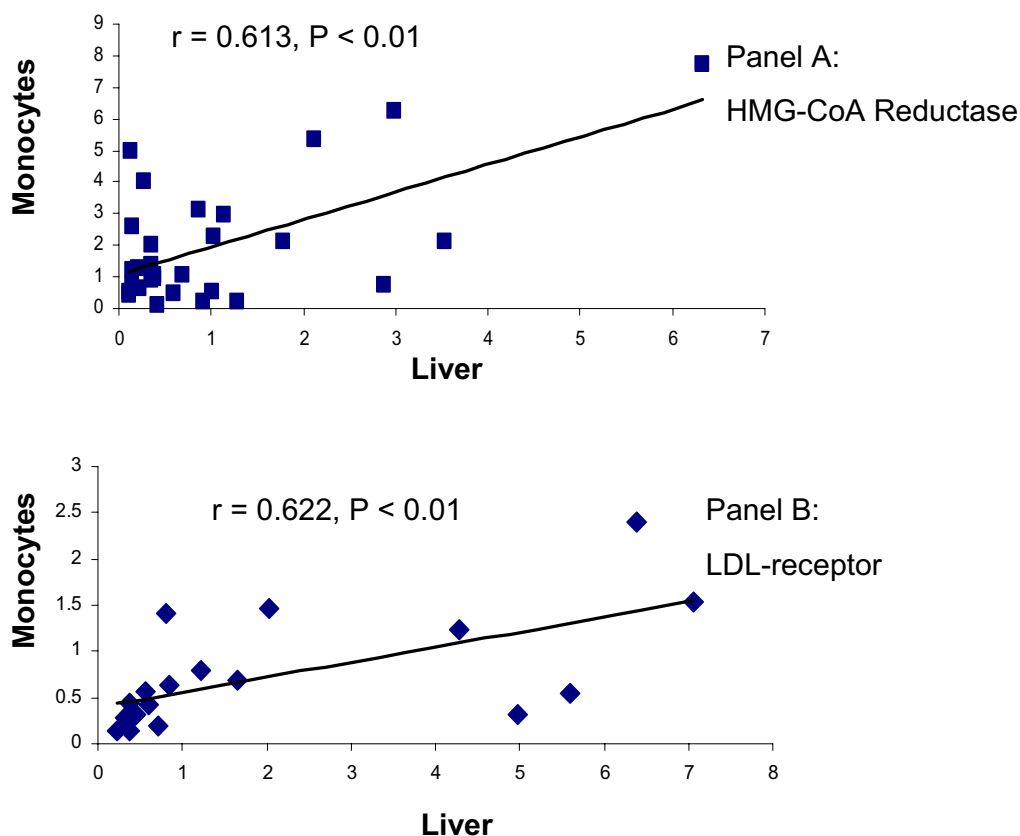 r = 0.613, P < 0.01
Panel A:
HMG-CoA Reductase
Monocytes
9
8
7
6
5
4
3
2
1
0
0 1 2 3 4 5 6 7
Liver
r = 0.622, P < 0.01
Panel B:
LDL-receptor
Monocytes
3
2.5
2
1.5
1
0.5
0
0 1 2 3 4 5 6 7 8
Liver